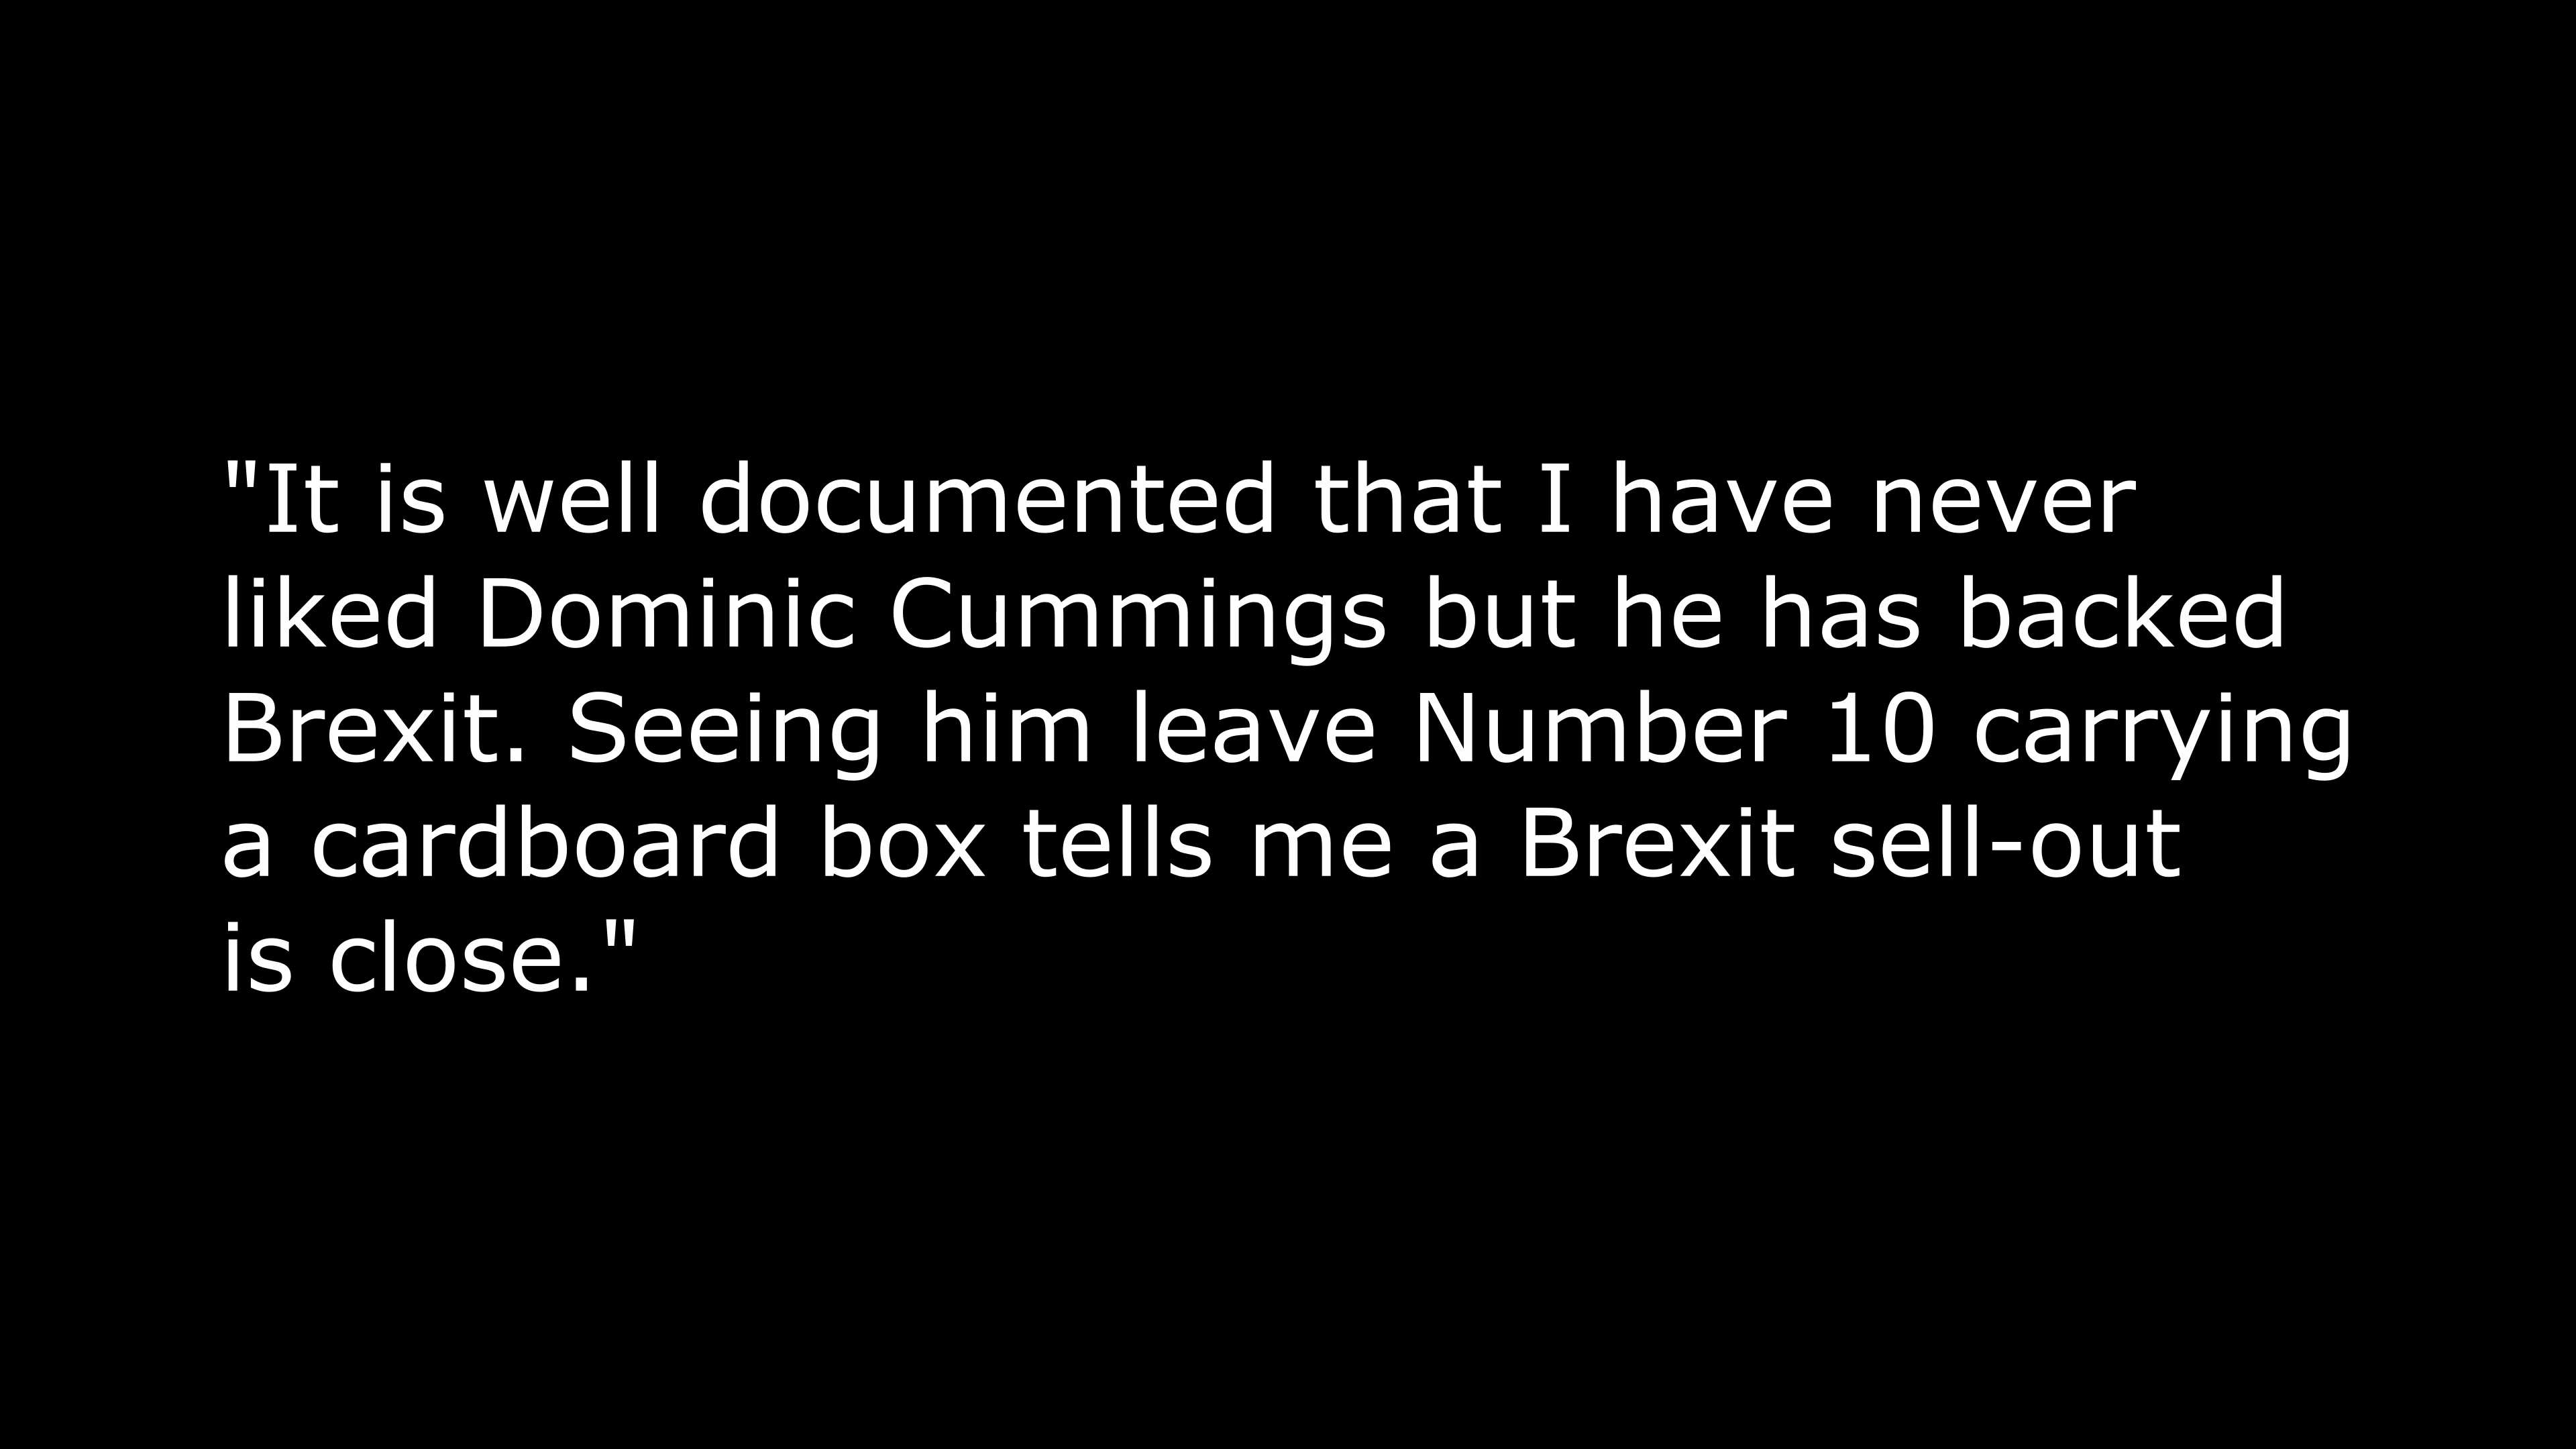 "It is well documented that I have never
liked Dominic Cummings but he has backed
Brexit. Seeing him leave Number 10 carrying
a cardboard box tells me a Brexit sell-out
is close."